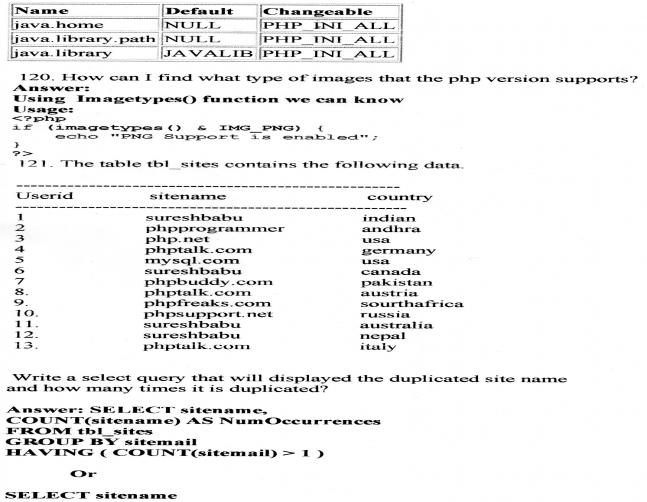 Name Default Changeable
java.home NULL PHP_INI_ALL
java.library.path NULL PHP_INI_ALL
java.library JAVALIB PHP_INI_ALL
120. How can I find what type of images that the php version supports?
Answer:
Using Imagetypes() function we can know
Usage:
<?php
if (imagetypes() & IMG_PNG) {
echo "PNG Support is enabled";
}
?>
121. The table tbl_sites contains the following data.
-----------------------------------------------------
Userid sitename country
-----------------------------------------------------
1 sureshbabu indian
2 phpprogrammer andhra
3 php.net usa
4 phptalk.com germany
5 mysql.com usa
6 sureshbabu canada
7 phpbuddy.com pakistan
8. phptalk.com austria
9. phpfreaks.com sourthafrica
10. phpsupport.net russia
11. sureshbabu australia
12. sureshbabu nepal
13. phptalk.com italy
Write a select query that will displayed the duplicated site name
and how many times it is duplicated?
Answer: SELECT sitename,
COUNT(sitename) AS NumOccurrences
FROM tbl_sites
GROUP BY sitemail
HAVING ( COUNT(sitemail) > 1 )
Or
SELECT sitename